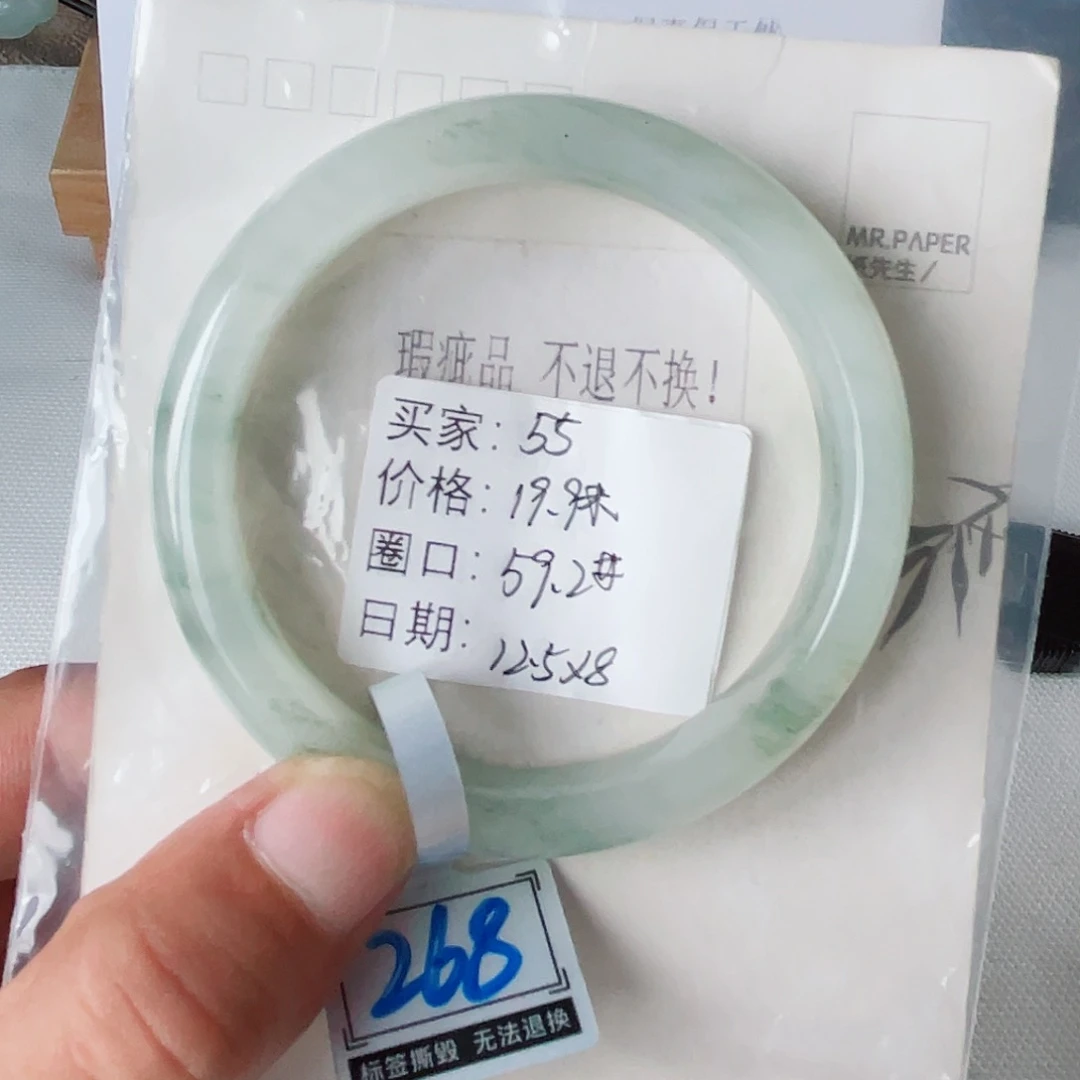 MR.PAPER
纸先生/
瑕疵品 不退不换!
买家: 55
价格: 19.9米
圈口: 59.2#
日期: 12.5x8
268
标签撕毁 无法退换